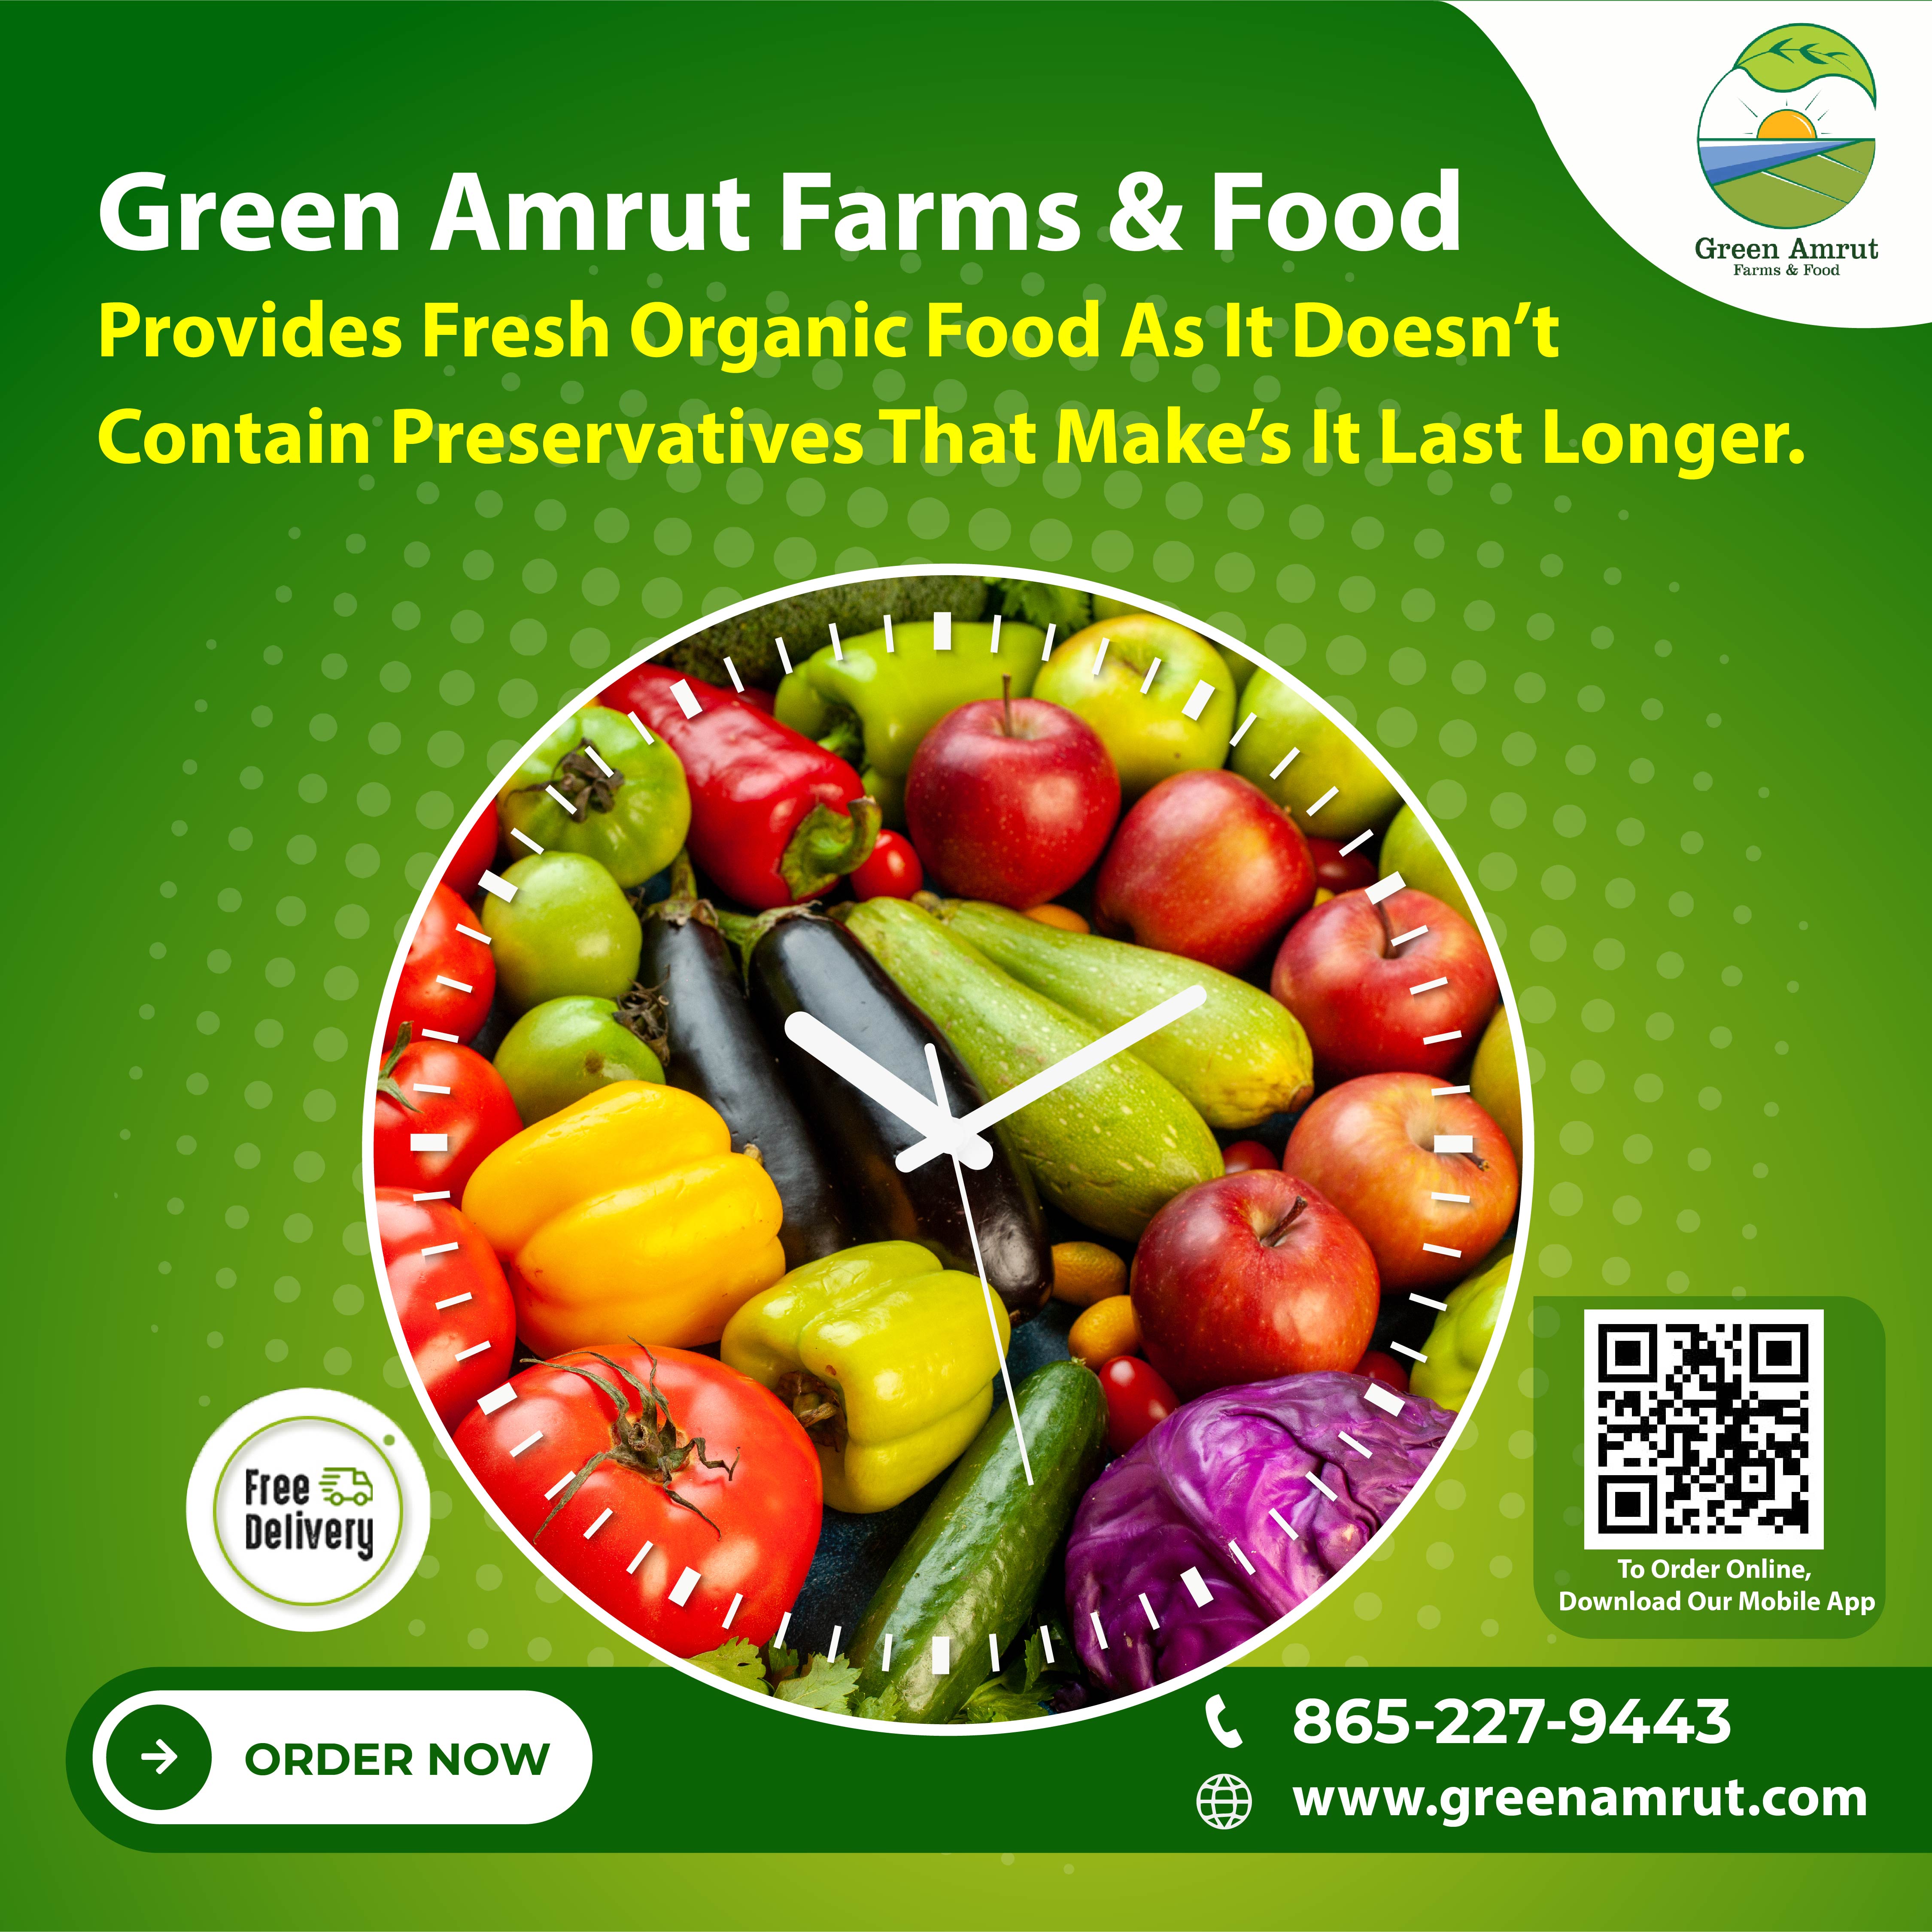 Green Amrut
Farms & Food
Green Amrut Farms & Food
Provides Fresh Organic Food As It Doesn’t
Contain Preservatives That Make’s It Last Longer.
Free
Delivery
To Order Online,
Download Our Mobile App
ORDER NOW
865-227-9443
www.greenamrut.com